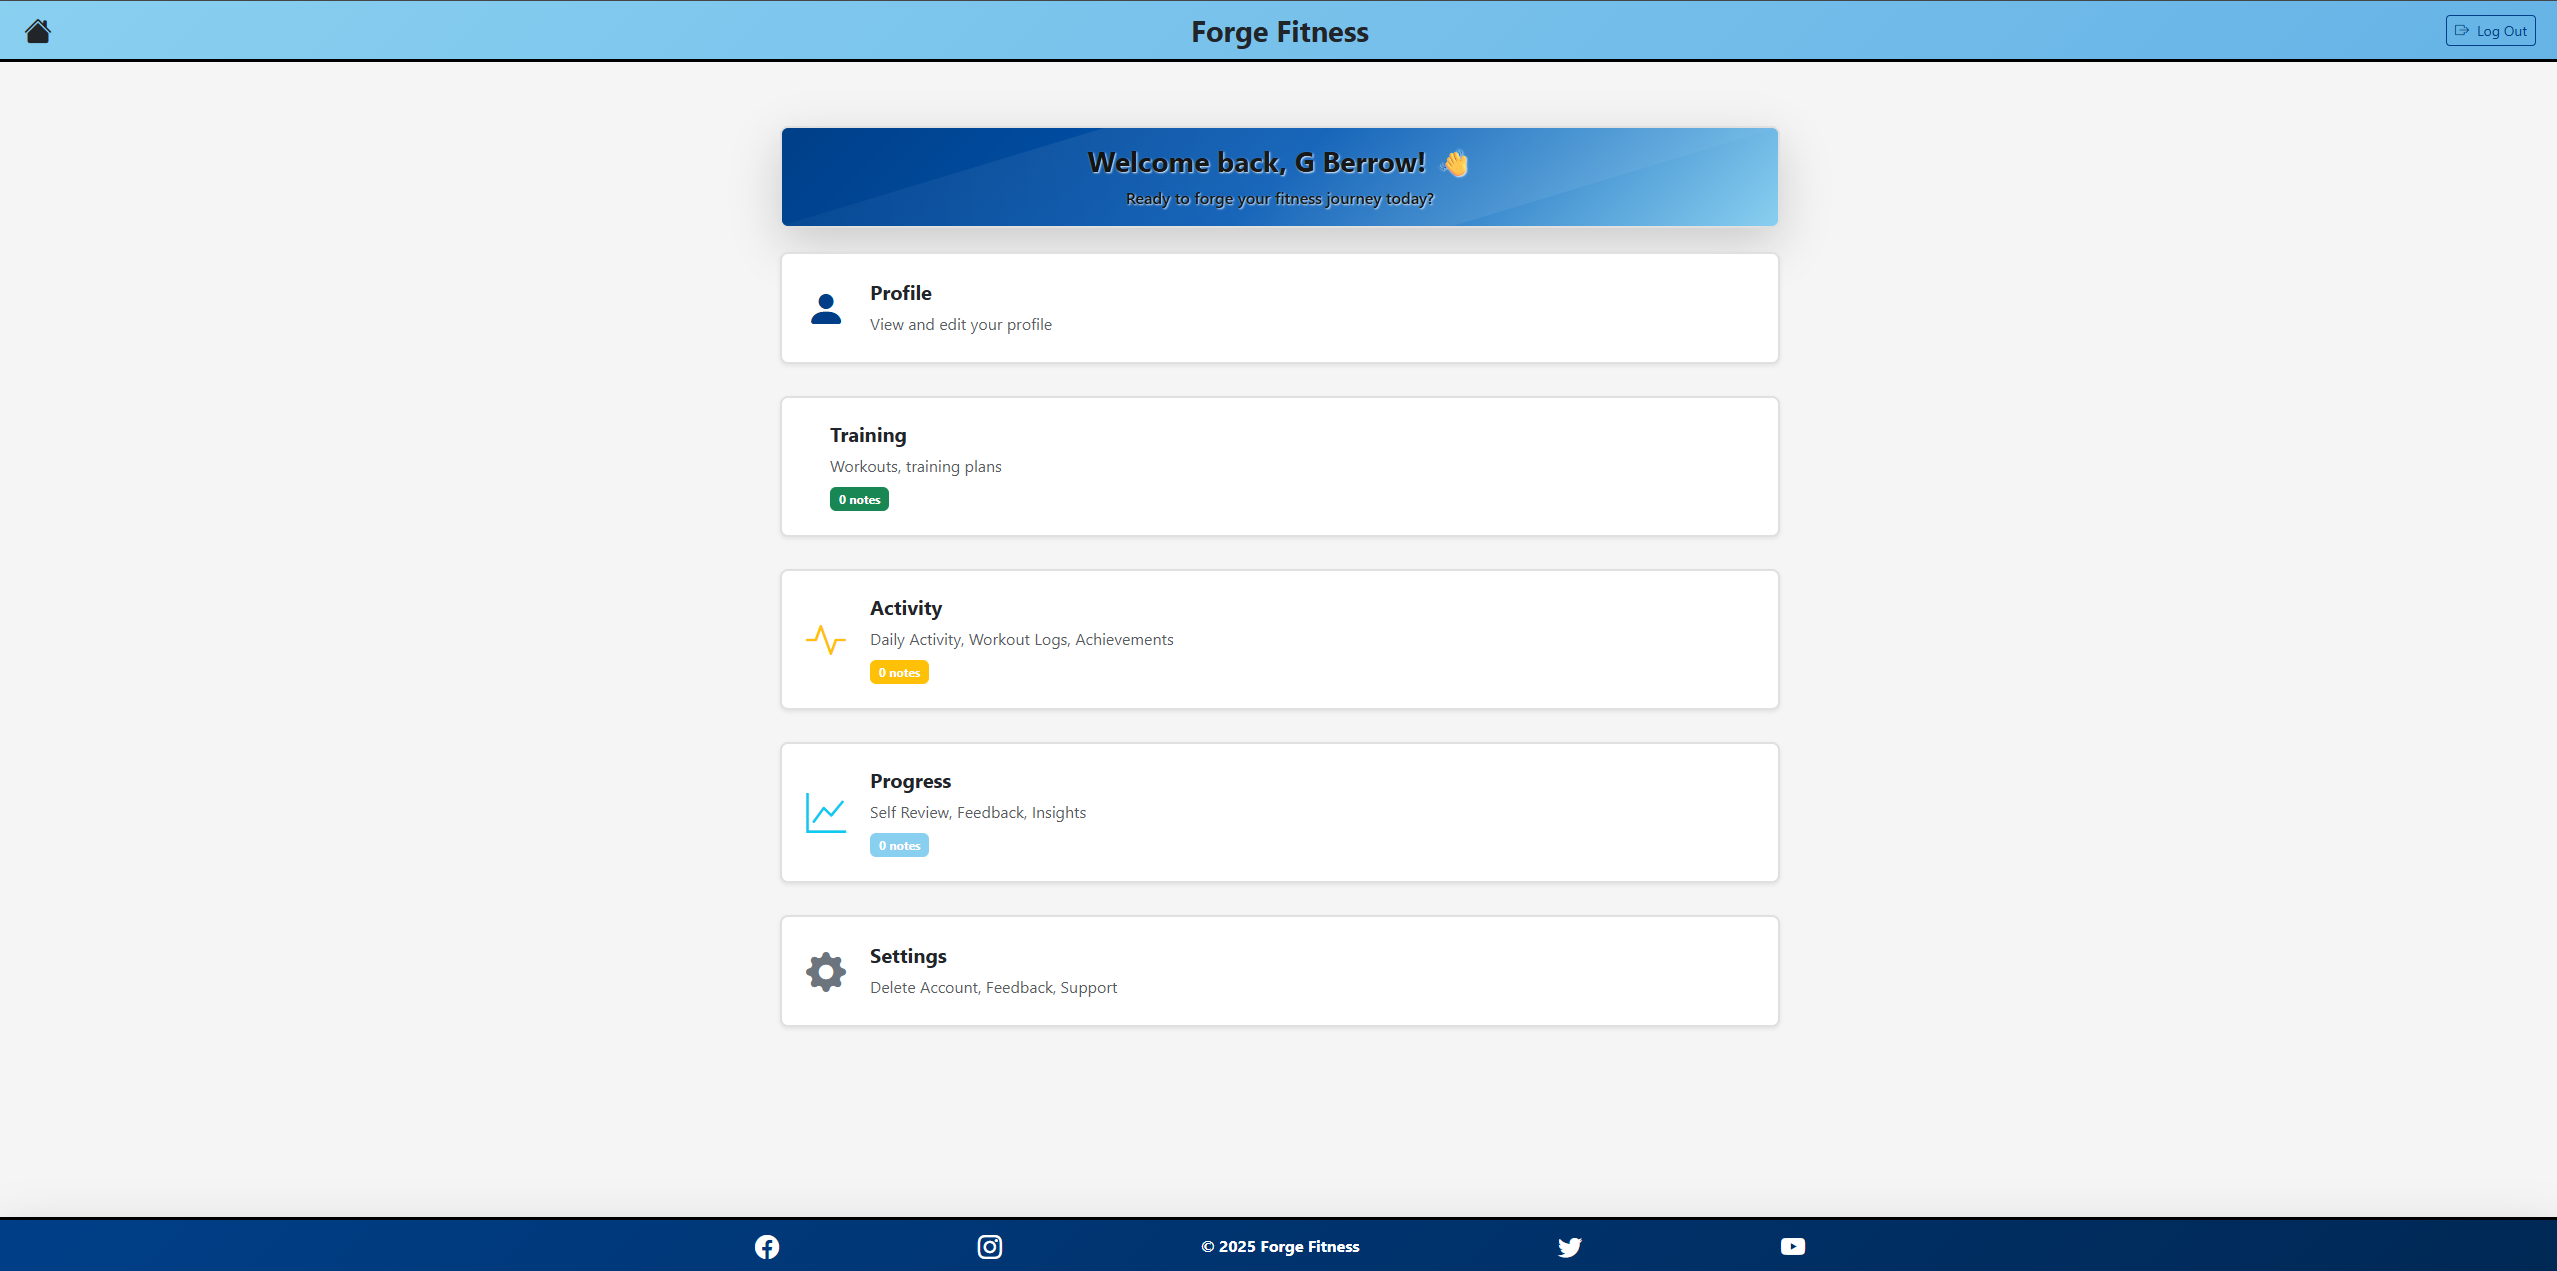 Forge Fitness
Log Out
Welcome back, G Berrow! 👋
Ready to forge your fitness journey today?
Profile
View and edit your profile
Training
Workouts, training plans
0 notes
Activity
Daily Activity, Workout Logs, Achievements
0 notes
Progress
Self Review, Feedback, Insights
0 notes
Settings
Delete Account, Feedback, Support
© 2025 Forge Fitness